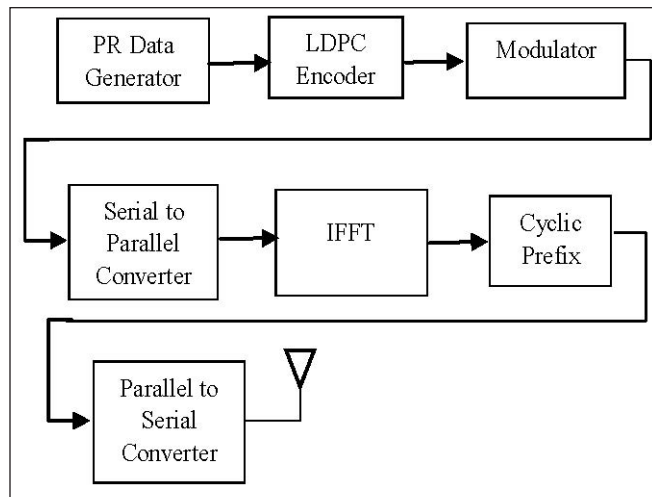 PR Data
Generator
LDPC
Encoder
Modulator
Serial to
Parallel
Converter
IFFT
Cyclic
Prefix
Parallel to
Serial
Converter